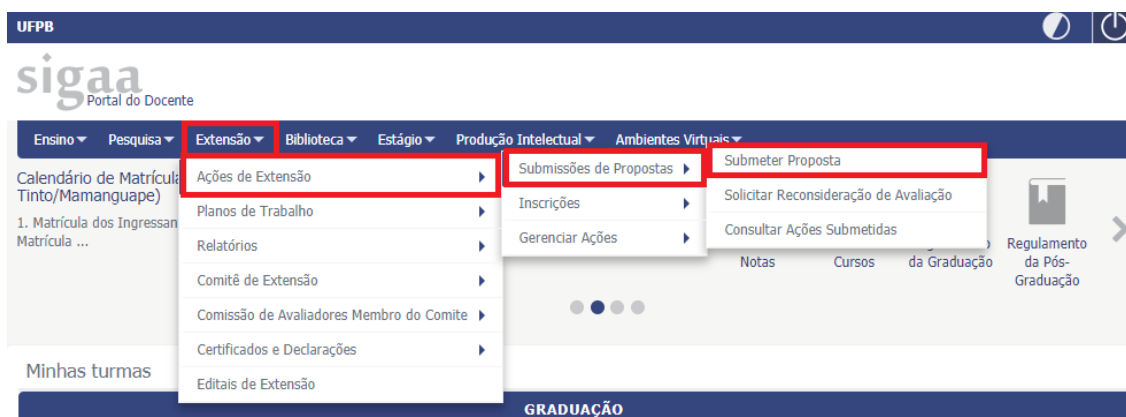 UFPB
sigaa
Portal do Docente
Ensino Pesquisa Extensão Biblioteca Estágio Produção Intelectual Ambientes Virtuais
Calendário de Matrícula
Tinto/Mamanguape)
1. Matrícula dos Ingressan
Matrícula ...
Ações de Extensão
Planos de Trabalho
Relatórios
Comitê de Extensão
Comissão de Avaliadores Membro do Comite
Certificados e Declarações
Editais de Extensão
Submissões de Propostas
Inscrições
Gerenciar Ações
Submeter Proposta
Solicitar Reconsideração de Avaliação
Consultar Ações Submetidas
Notas
Cursos
da Graduação
Regulamento
da Pós-
Graduação
Minhas turmas
GRADUAÇÃO